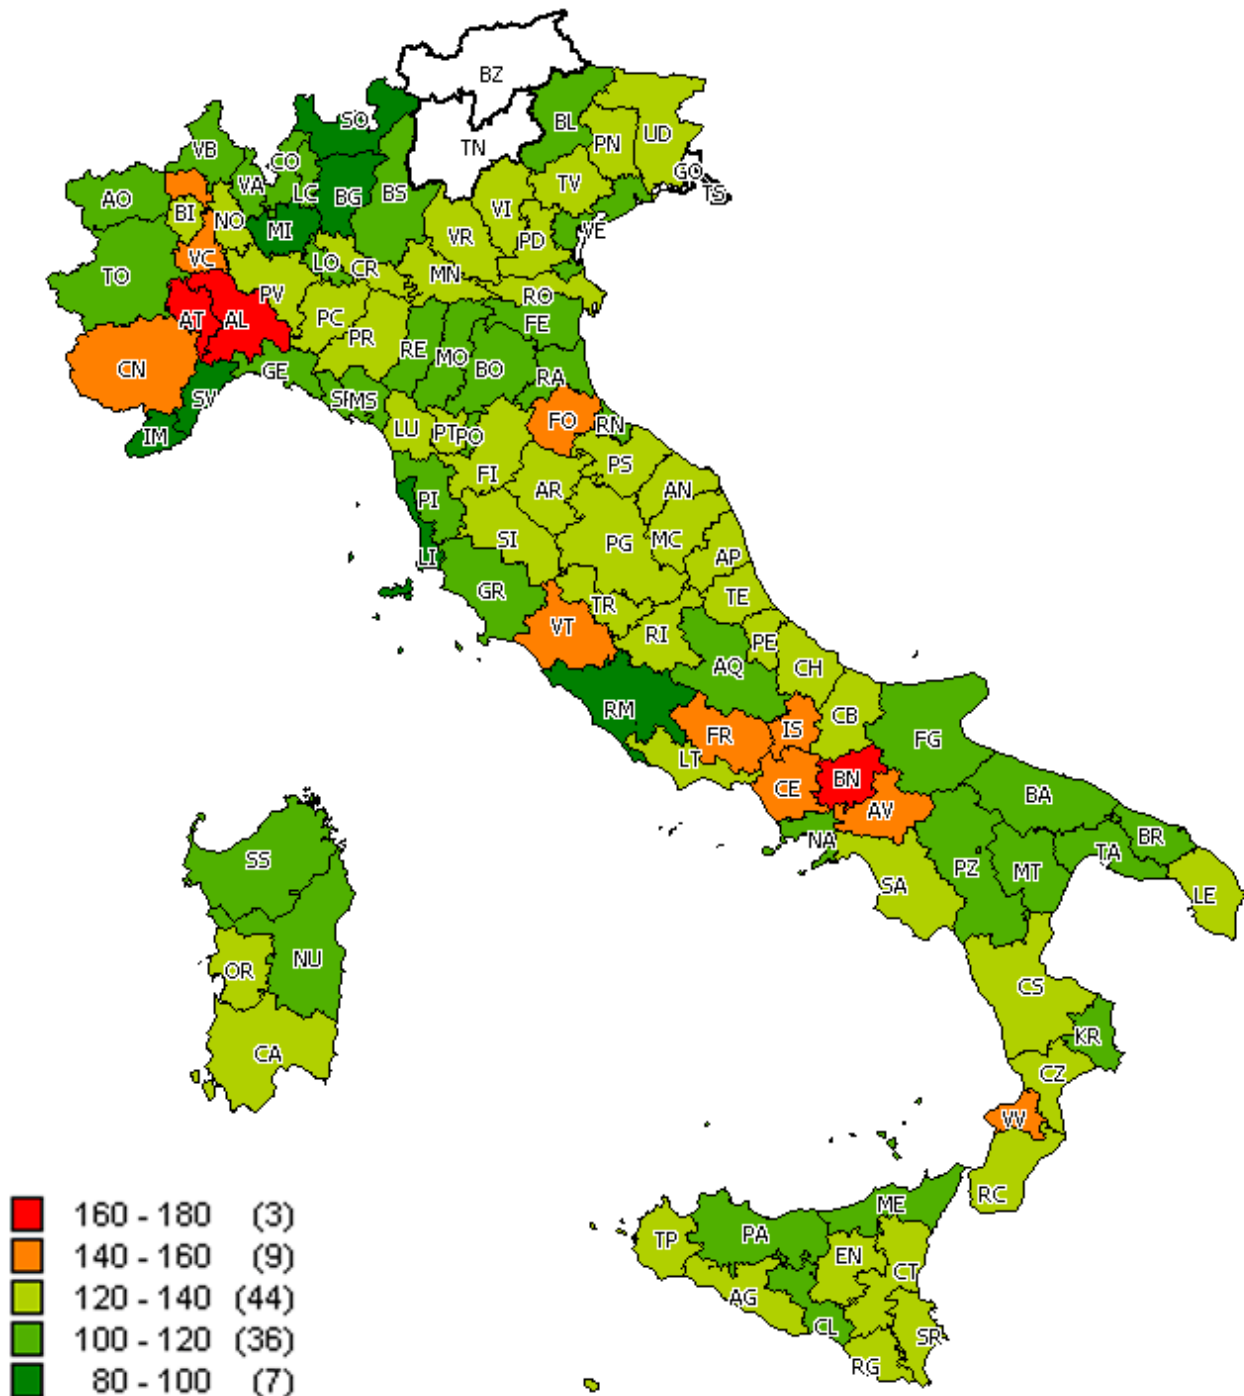 BZ
SO
TN
BL
PN
UD
VB
CO
GO
TS
AO
VA
LC
BG
BS
TV
BI
NO
MI
VI
VE
VR
PD
VC
LO
CR
MN
TO
PV
RO
PC
AT
AL
PR
FE
CN
GE
RE
MO
BO
RA
SV
MS
FO
RN
IM
LU
PT
PO
PS
FI
AR
AN
PI
SI
PG
MC
AP
LI
GR
TR
TE
VT
RI
PE
AQ
CH
RM
FR
IS
CB
FG
LT
CE
BN
BA
AV
NA
BR
SS
PZ
MT
TA
SA
LE
NU
OR
CS
CA
KR
CZ
VV
RC
ME
TP
PA
EN
CT
AG
CL
SR
RG
160 - 180 (3)
140 - 160 (9)
120 - 140 (44)
100 - 120 (36)
80 - 100 (7)